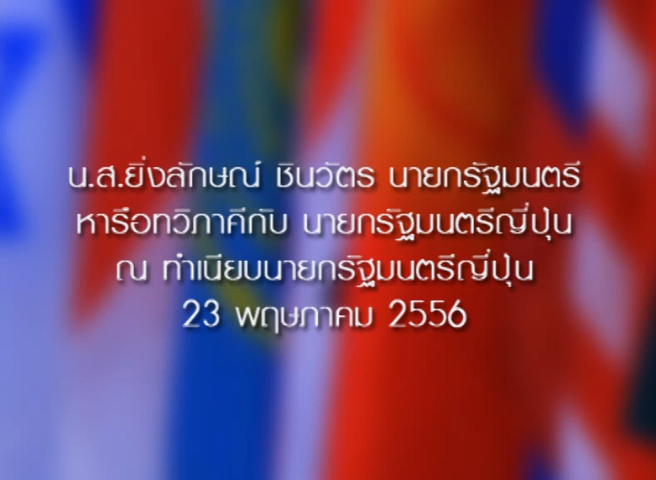 น.ส.ยิ่งลักษณ์ ชินวัตร นายกรัฐมนตรี
หารือทวิภาคีกับ นายกรัฐมนตรีญี่ปุ่น
ณ ทำเนียบนายกรัฐมนตรีญี่ปุ่น
23 พฤษภาคม 2556